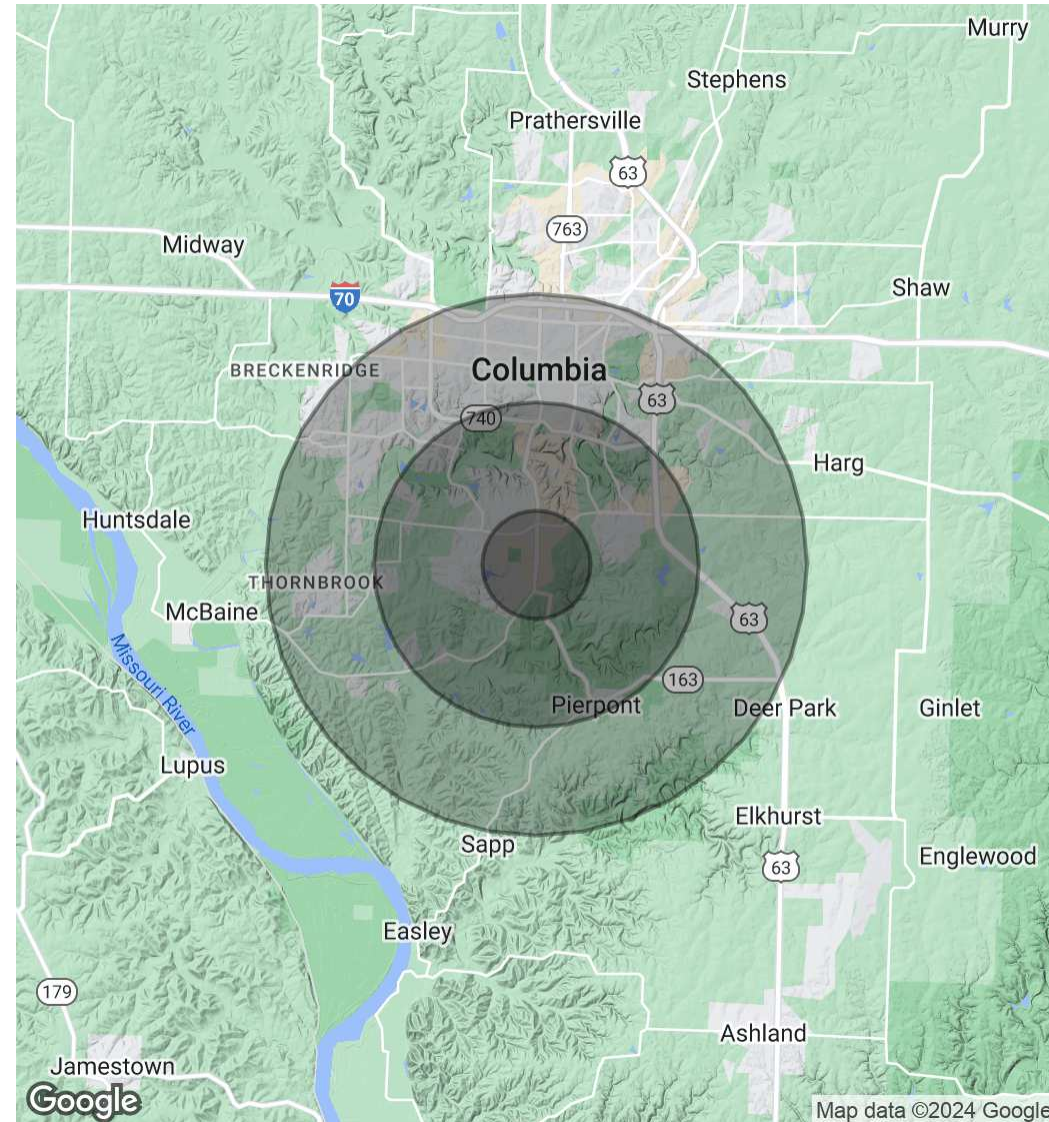 Murry
Stephens
Prathersville
63
763
Midway
Shaw
70
BRECKENRIDGE
Columbia
63
740
Harg
Huntsdale
THORNBROOK
McBaine
63
Missouri River
163
Pierpont
Deer Park
Ginlet
Lupus
Elkhurst
Sapp
Englewood
63
Easley
179
Ashland
Jamestown
Google
Map data ©2024 Google